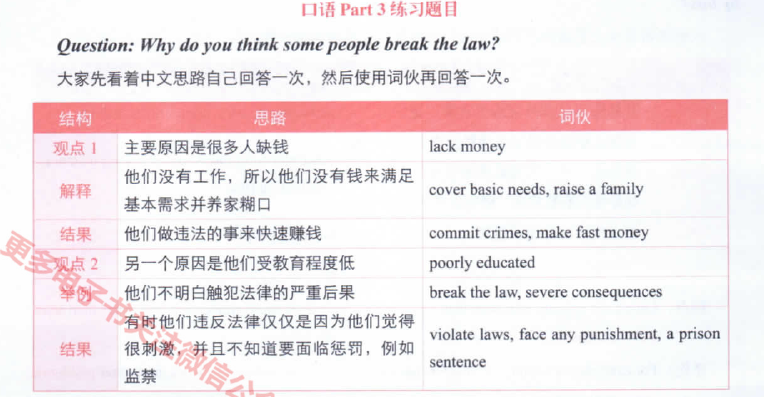 口语 Part 3 练习题目
Question: Why do you think some people break the law?
大家先看着中文思路自己回答一次，然后使用词伙再回答一次。
结构 思路 词伙
观点 1 主要原因是很多人缺钱 lack money
解释 他们没有工作，所以他们没有钱来满足
基本需求并养家糊口 cover basic needs, raise a family
结果 他们做违法的事来快速赚钱 commit crimes, make fast money
观点 2 另一个原因是他们受教育程度低 poorly educated
举例 他们不明白触犯法律的严重后果 break the law, severe consequences
结果 有时他们违反法律仅仅是因为他们觉得
很刺激，并且不知道要面临惩罚，例如
监禁 violate laws, face any punishment, a prison
sentence
更多电子书关注微信公众